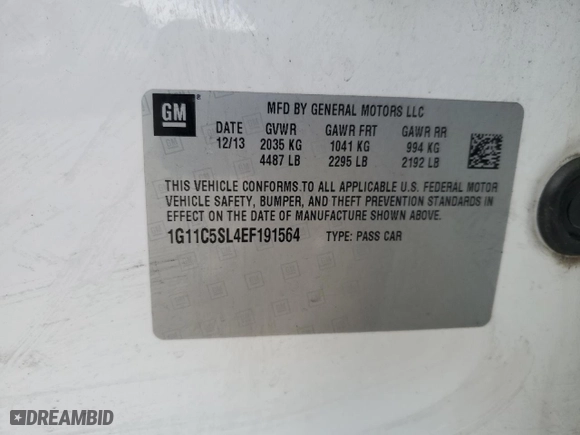 GM ®
MFD BY GENERAL MOTORS LLC
DATE GVWR GAWR FRT GAWR RR
12/13 2035 KG 1041 KG 994 KG
4487 LB 2295 LB 2192 LB
THIS VEHICLE CONFORMS TO ALL APPLICABLE U.S. FEDERAL MOTOR
VEHICLE SAFETY, BUMPER, AND THEFT PREVENTION STANDARDS IN
EFFECT ON THE DATE OF MANUFACTURE SHOWN ABOVE.
1G11C5SL4EF191564 TYPE: PASS CAR
DREAMBID